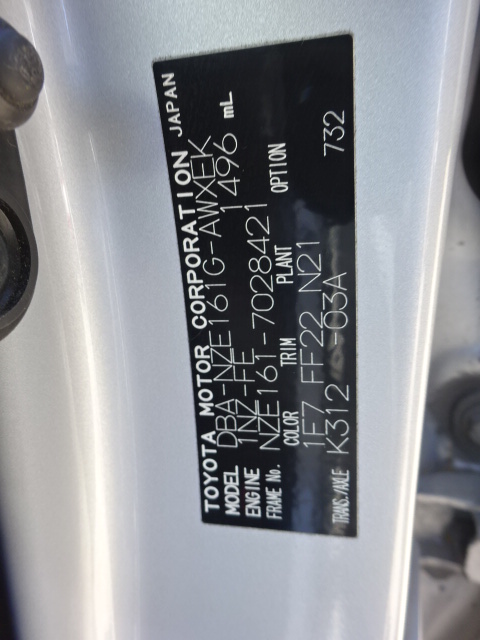 TOYOTA MOTOR CORPORATION JAPAN
MODEL DBA-NZE161G-AWXEK
ENGINE 1NZ-FE 1496 mL
FRAME No. NZE161-7028421
COLOR TRIM PLANT OPTION
1F7 FF22 N21
TRANS./AXLE K312 -03A 732